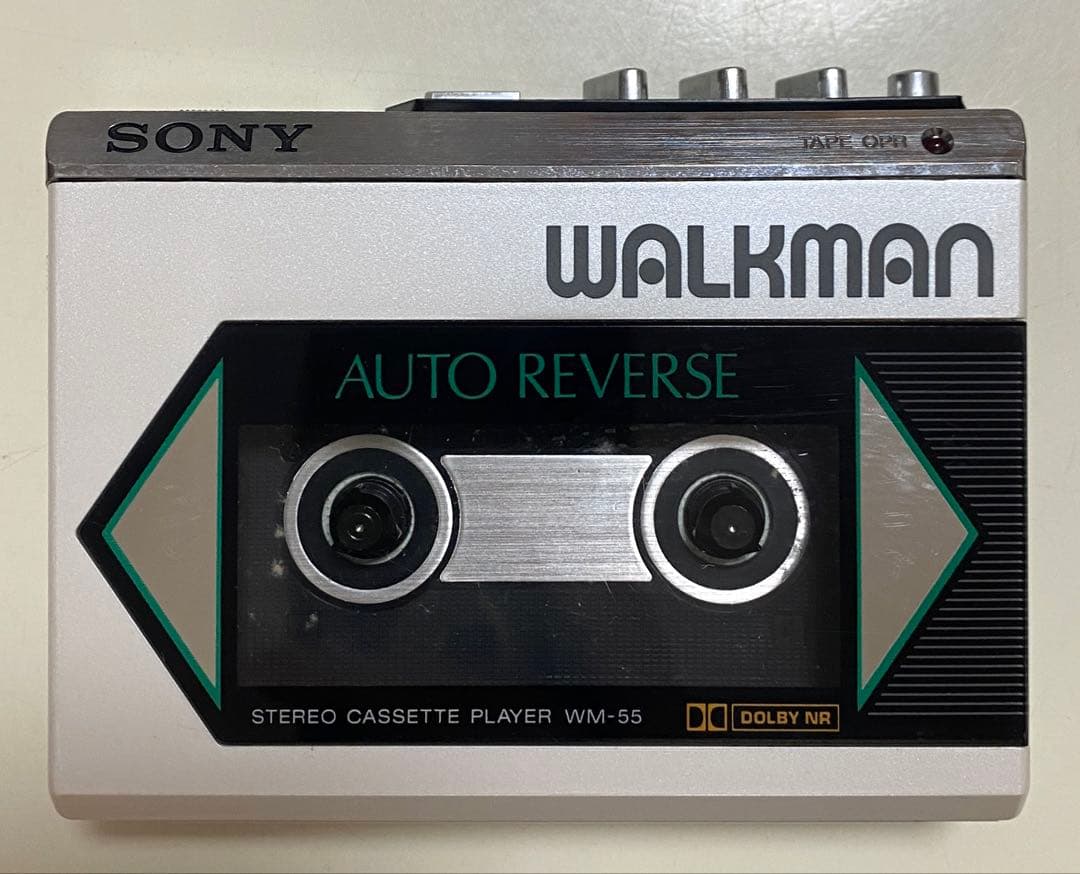 SONY
TAPE OPR
WALKMAN
AUTO REVERSE
STEREO CASSETTE PLAYER WM-55
DOLBY NR